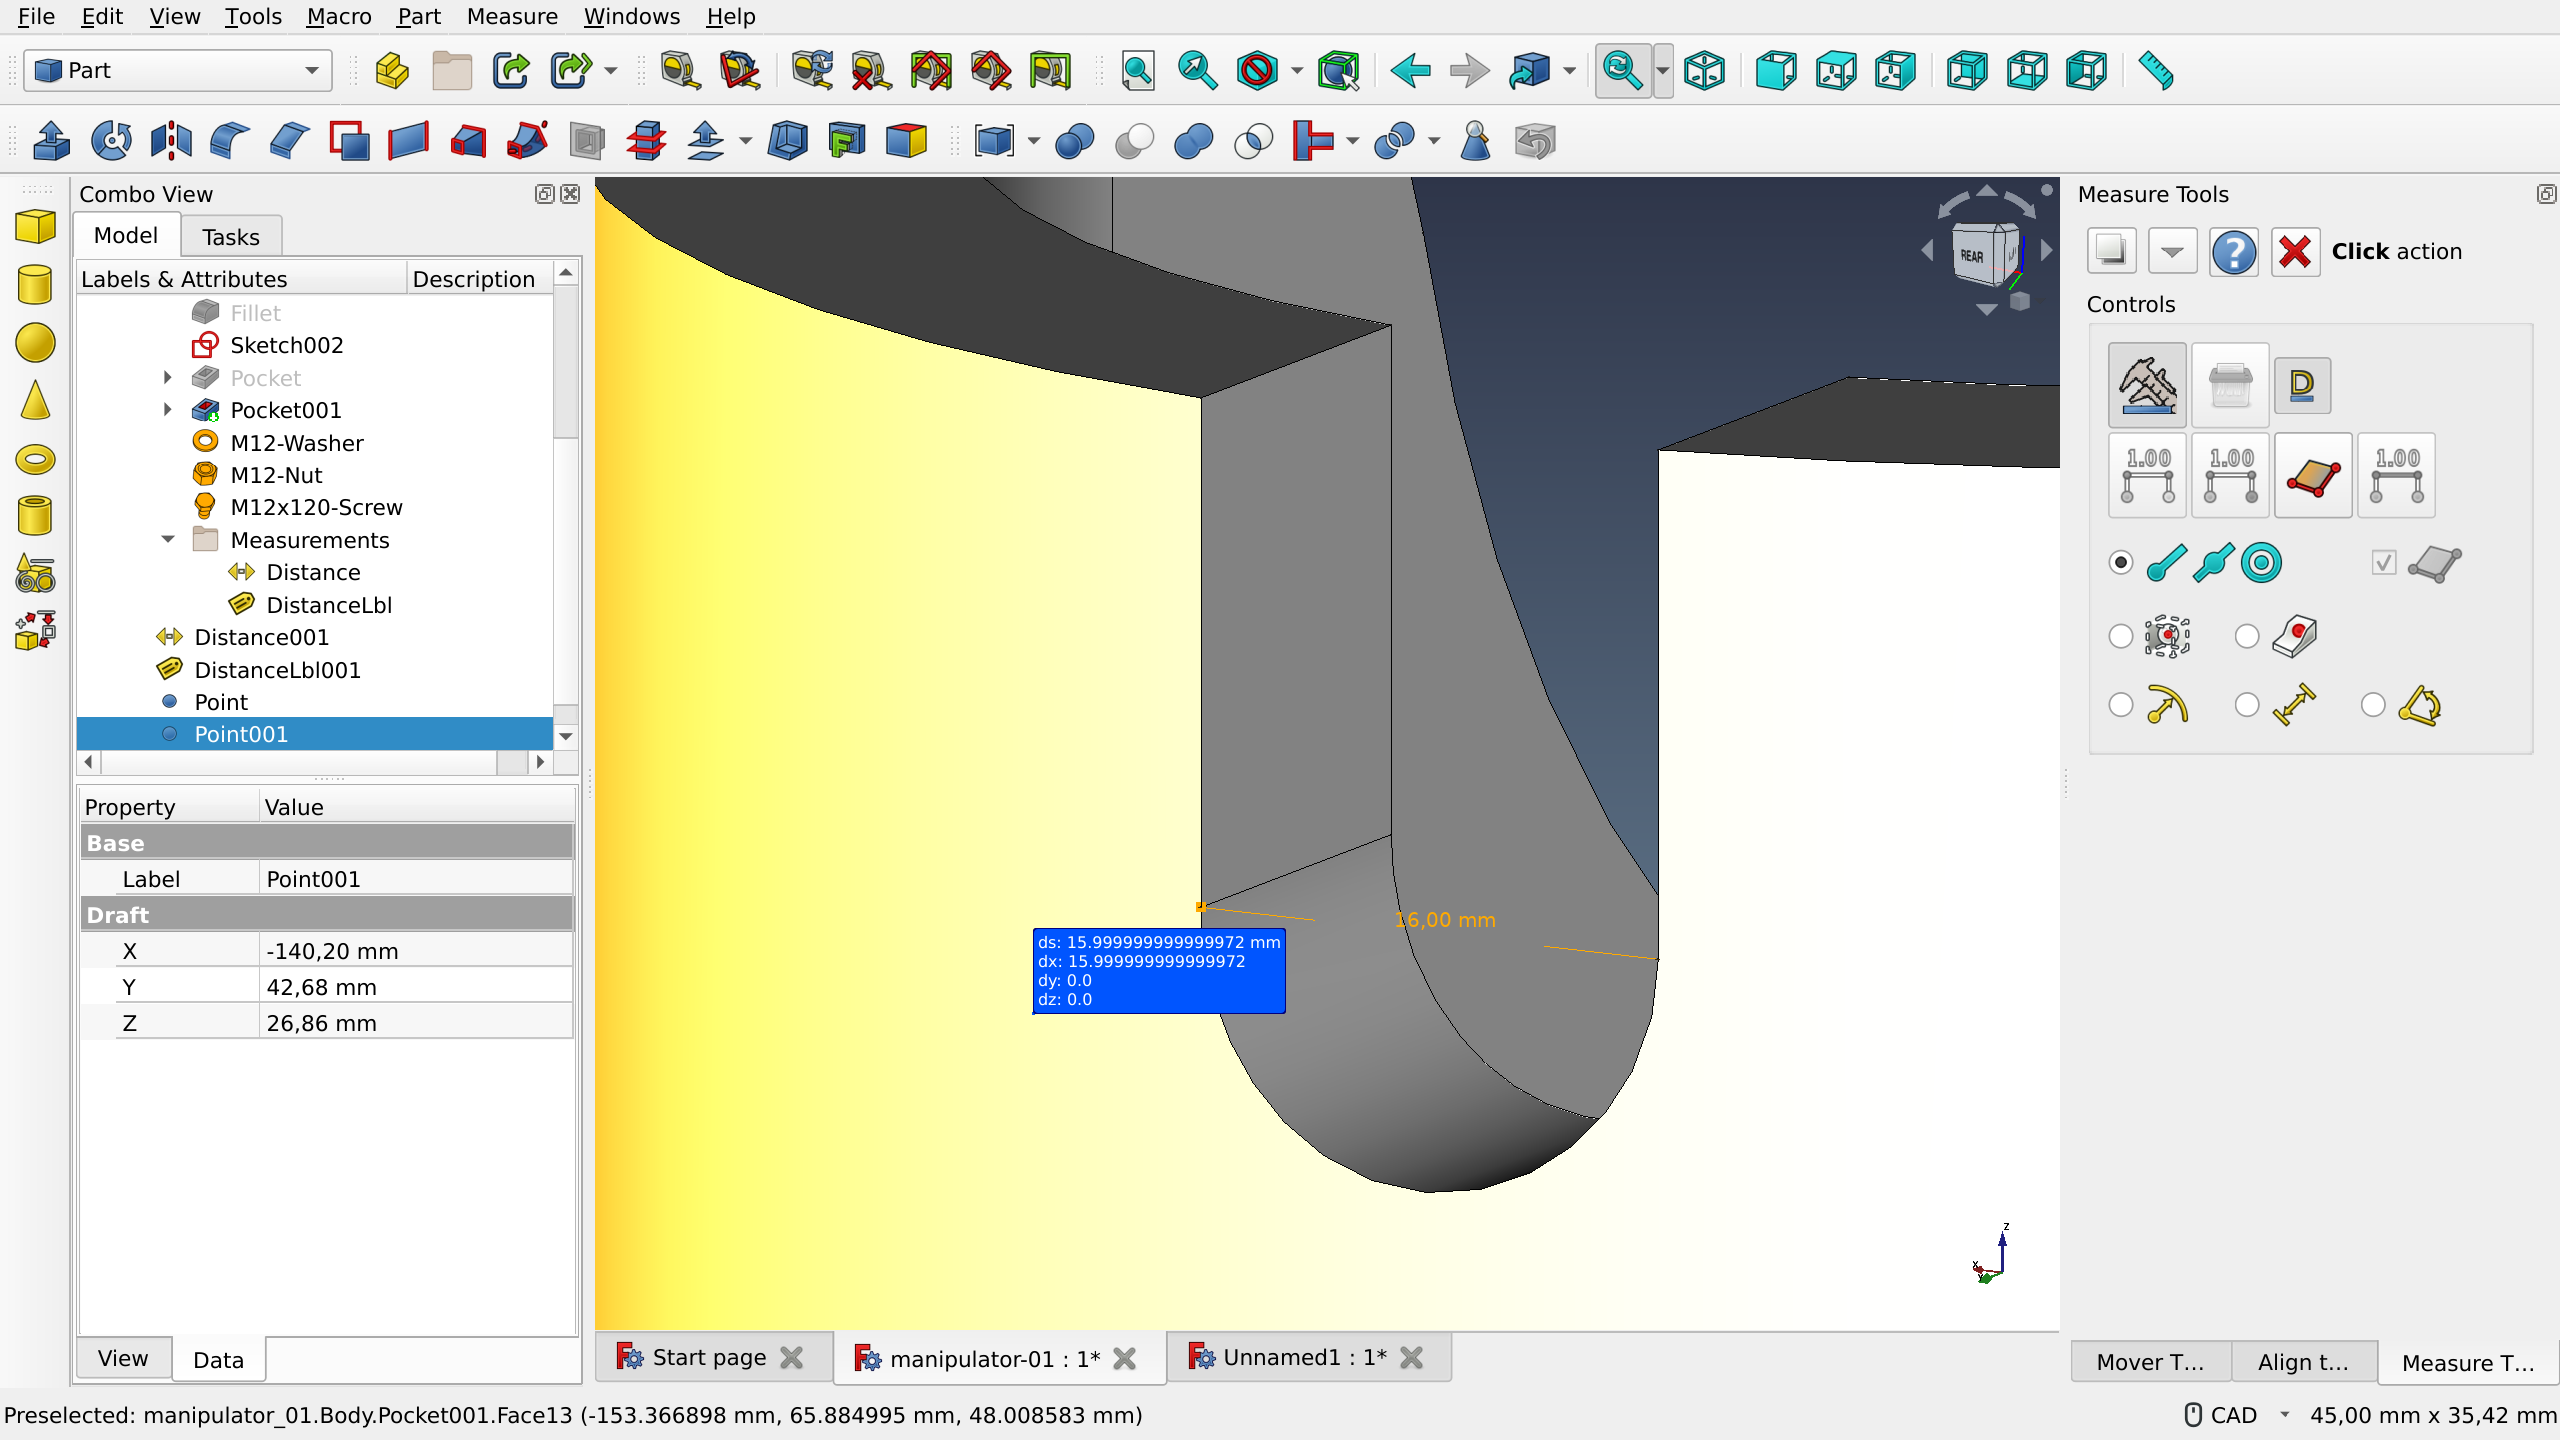 File Edit View Tools Macro Part Measure Windows Help
Part
Combo View
Model Tasks
Labels & Attributes Description
Fillet
Sketch002
Pocket
Pocket001
M12-Washer
M12-Nut
M12x120-Screw
Measurements
Distance
DistanceLbl
Distance001
DistanceLbl001
Point
Point001
Property Value
Base
Label Point001
Draft
X -140,20 mm
Y 42,68 mm
Z 26,86 mm
View Data
REAR
16,00 mm
ds: 15.999999999999972 mm
dx: 15.999999999999972
dy: 0.0
dz: 0.0
z
x
Y
Start page
manipulator-01 : 1*
Unnamed1 : 1*
Measure Tools
Click action
Controls
D
1.00 1.00 1.00
Mover T... Align t... Measure T...
Preselected: manipulator_01.Body.Pocket001.Face13 (-153.366898 mm, 65.884995 mm, 48.008583 mm)
CAD 45,00 mm x 35,42 mm